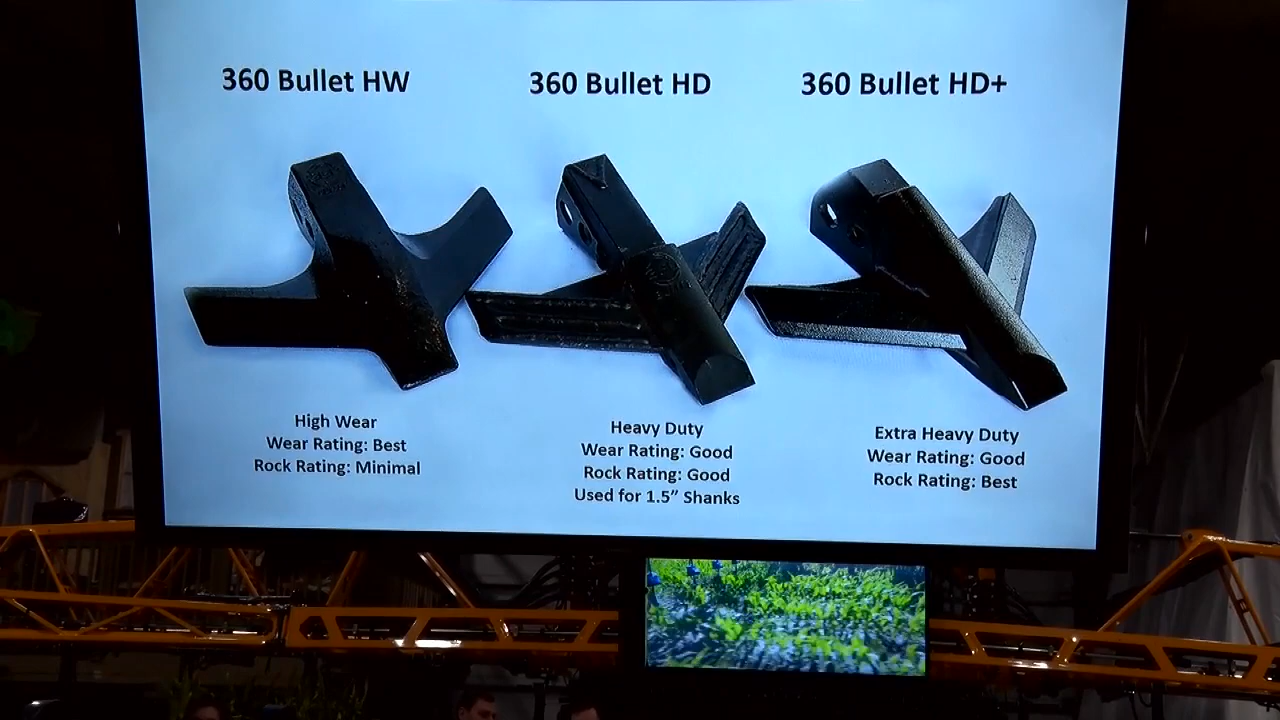 360 Bullet HW
360 Bullet HD
360 Bullet HD+
High Wear
Wear Rating: Best
Rock Rating: Minimal
Heavy Duty
Wear Rating: Good
Rock Rating: Good
Used for 1.5” Shanks
Extra Heavy Duty
Wear Rating: Good
Rock Rating: Best